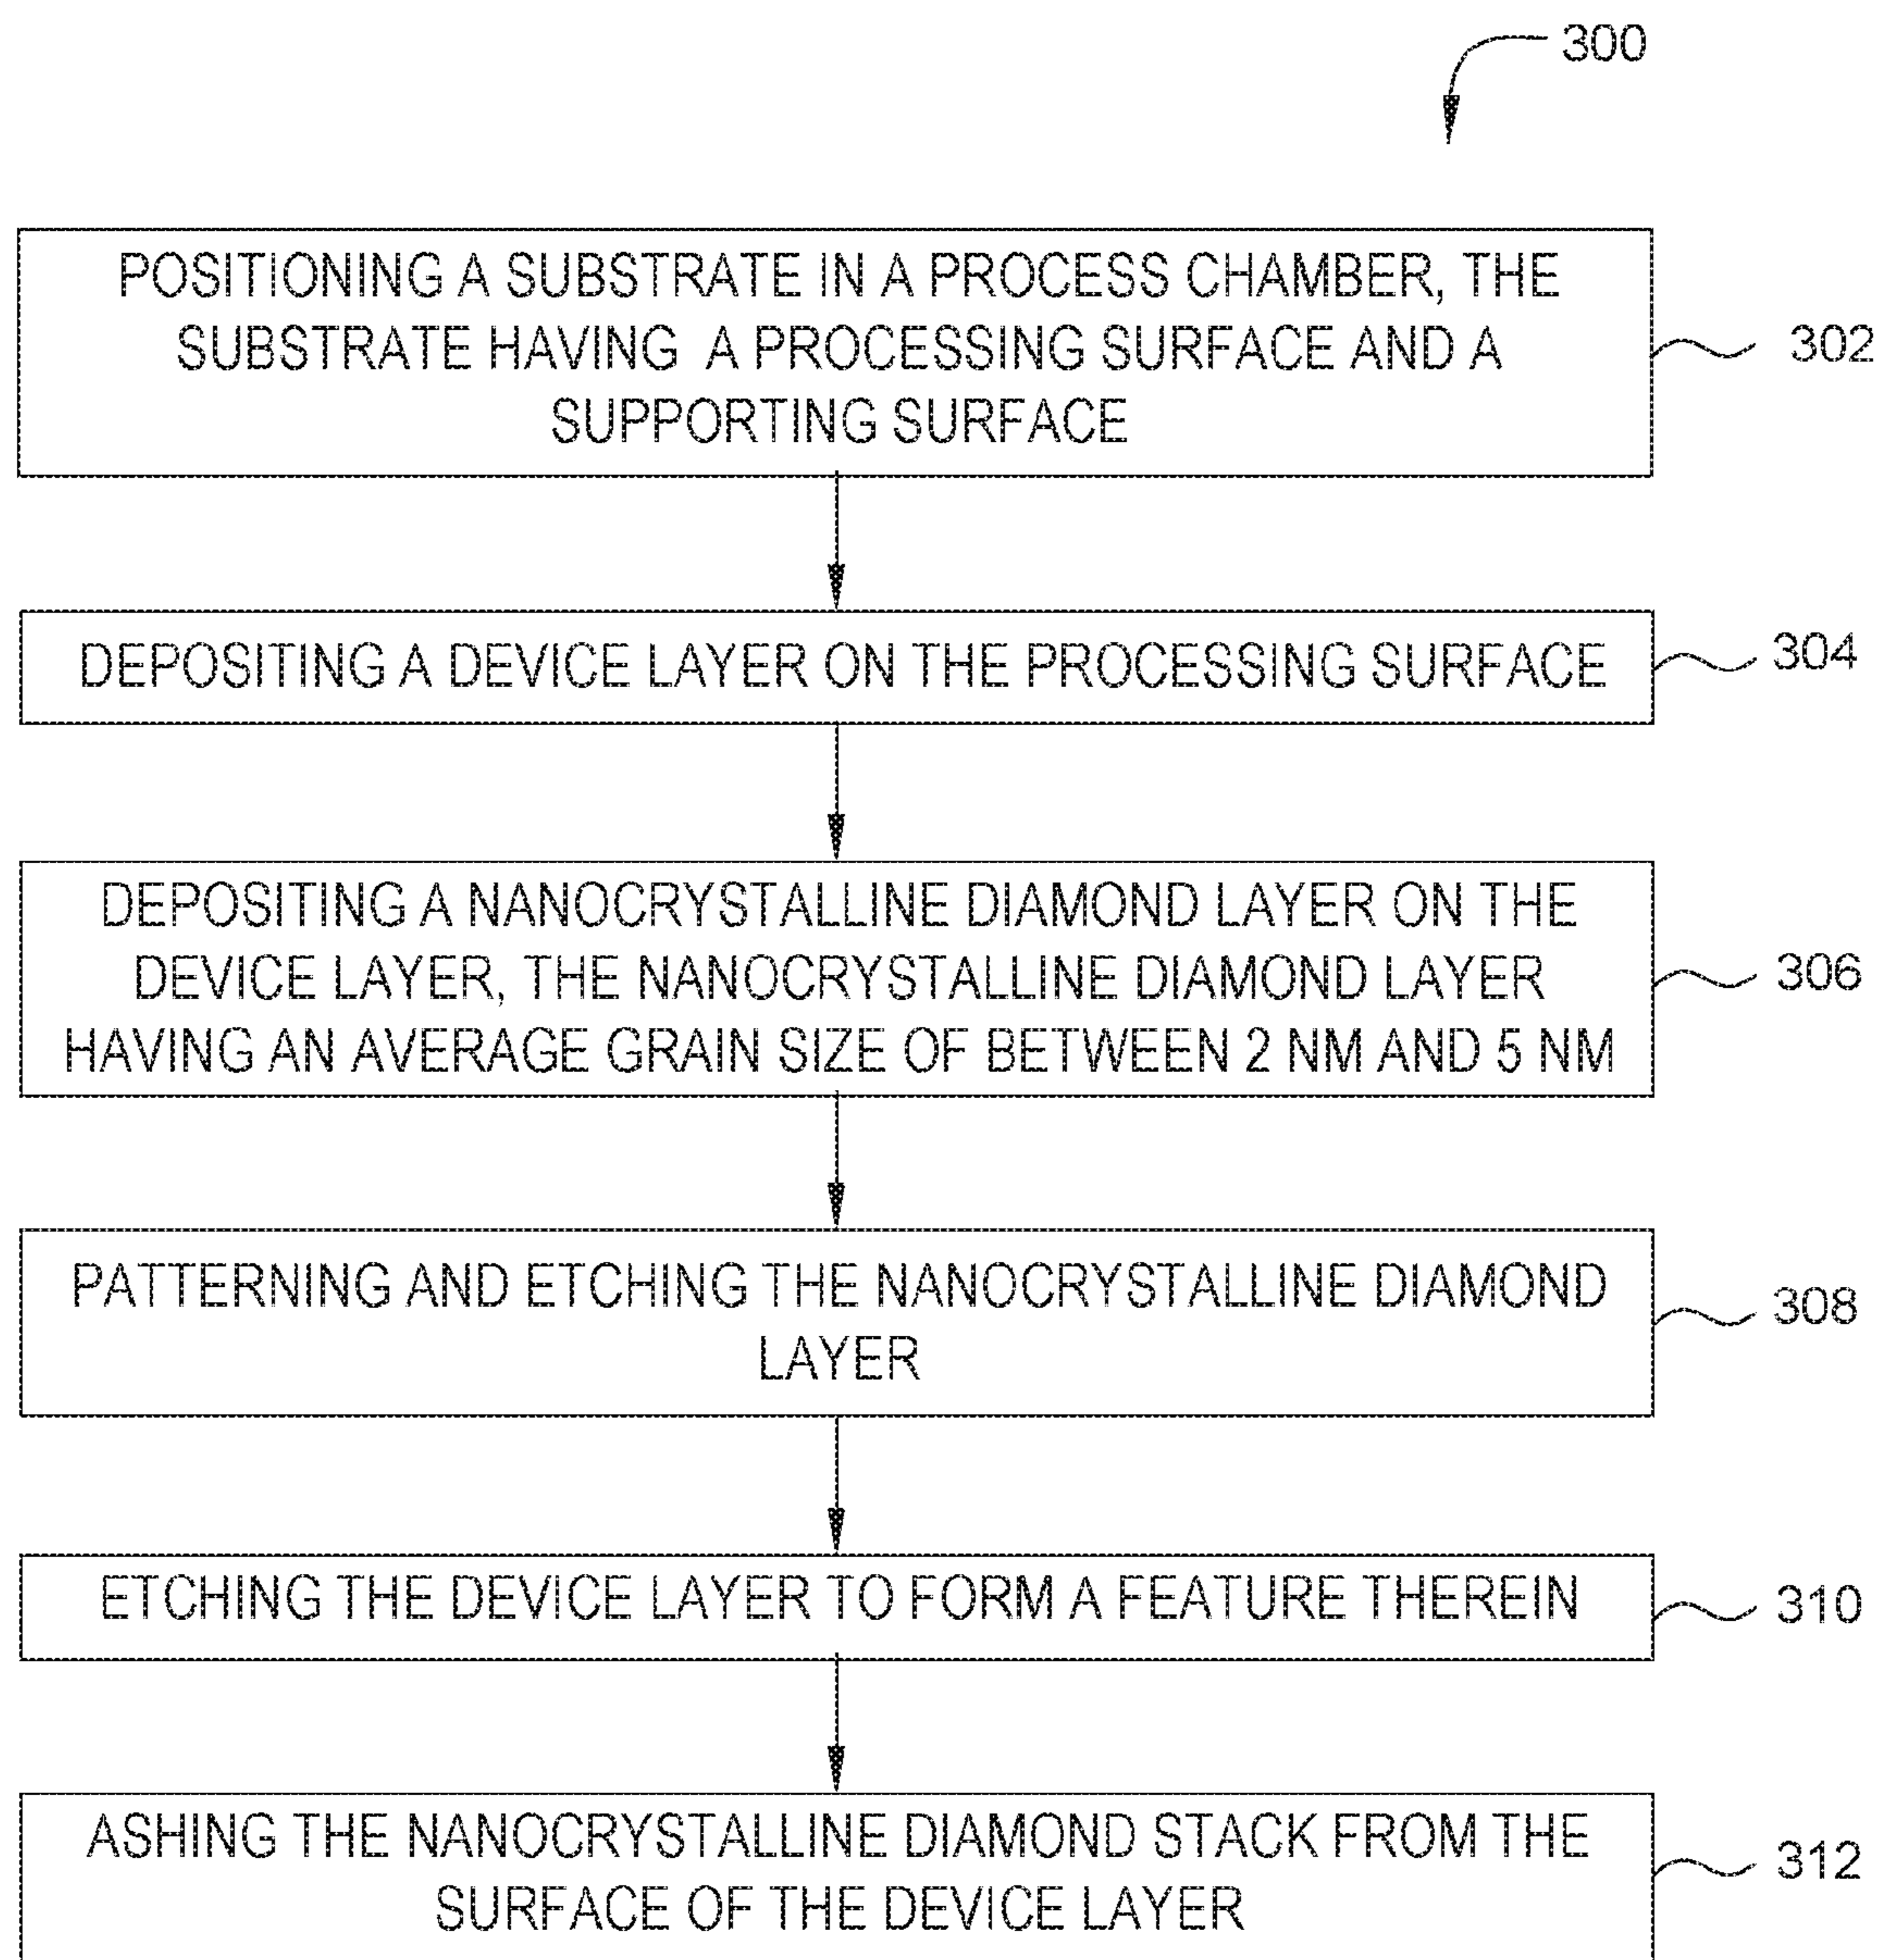 300
POSITIONING A SUBSTRATE IN A PROCESS CHAMBER, THE
SUBSTRATE HAVING A PROCESSING SURFACE AND A
SUPPORTING SURFACE
302
DEPOSITING A DEVICE LAYER ON THE PROCESSING SURFACE
304
DEPOSITING A NANOCRYSTALLINE DIAMOND LAYER ON THE
DEVICE LAYER, THE NANOCRYSTALLINE DIAMOND LAYER
HAVING AN AVERAGE GRAIN SIZE OF BETWEEN 2 NM AND 5 NM
306
PATTERNING AND ETCHING THE NANOCRYSTALLINE DIAMOND
LAYER
308
ETCHING THE DEVICE LAYER TO FORM A FEATURE THEREIN
310
ASHING THE NANOCRYSTALLINE DIAMOND STACK FROM THE
SURFACE OF THE DEVICE LAYER
312